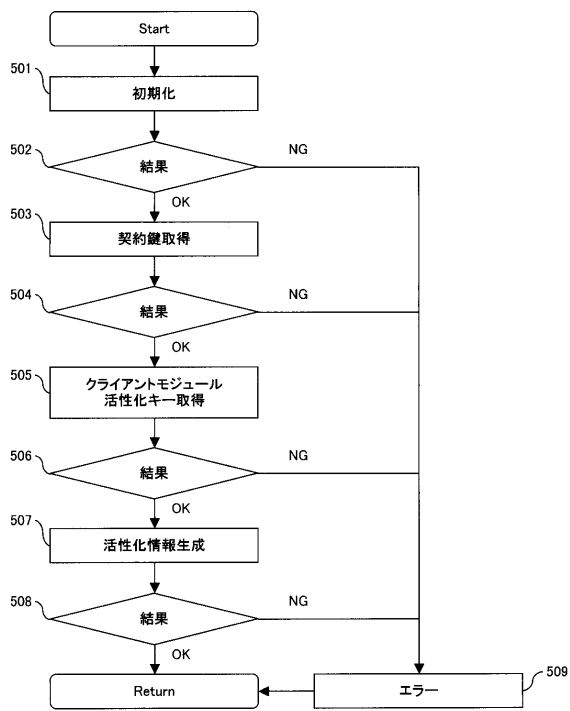 Start
501
初期化
502
結果
NG
OK
503
契約鍵取得
504
結果
NG
OK
505
クライアントモジュール
活性化キー取得
506
結果
NG
OK
507
活性化情報生成
508
結果
NG
OK
Return
エラー
509